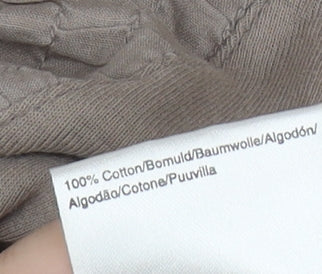 100% Cotton/Bomuld/Baumwolle/Algodón/
Algodão/Cotone/Puuvilla